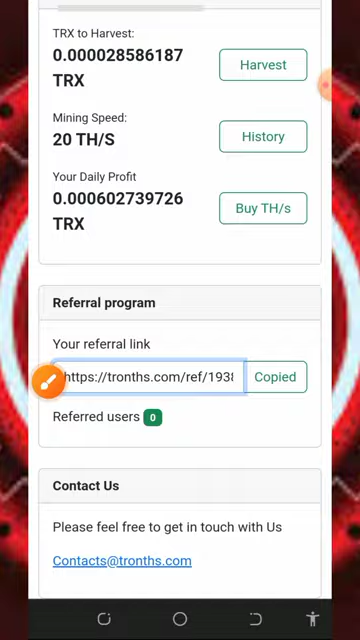 TRX to Harvest:
0.000028586187
TRX
Harvest
Mining Speed:
20 TH/S
History
Your Daily Profit
0.000602739726
TRX
Buy TH/s
Referral program
Your referral link
https://tronths.com/ref/1938
Copied
Referred users 0
Contact Us
Please feel free to get in touch with Us
Contacts@tronths.com